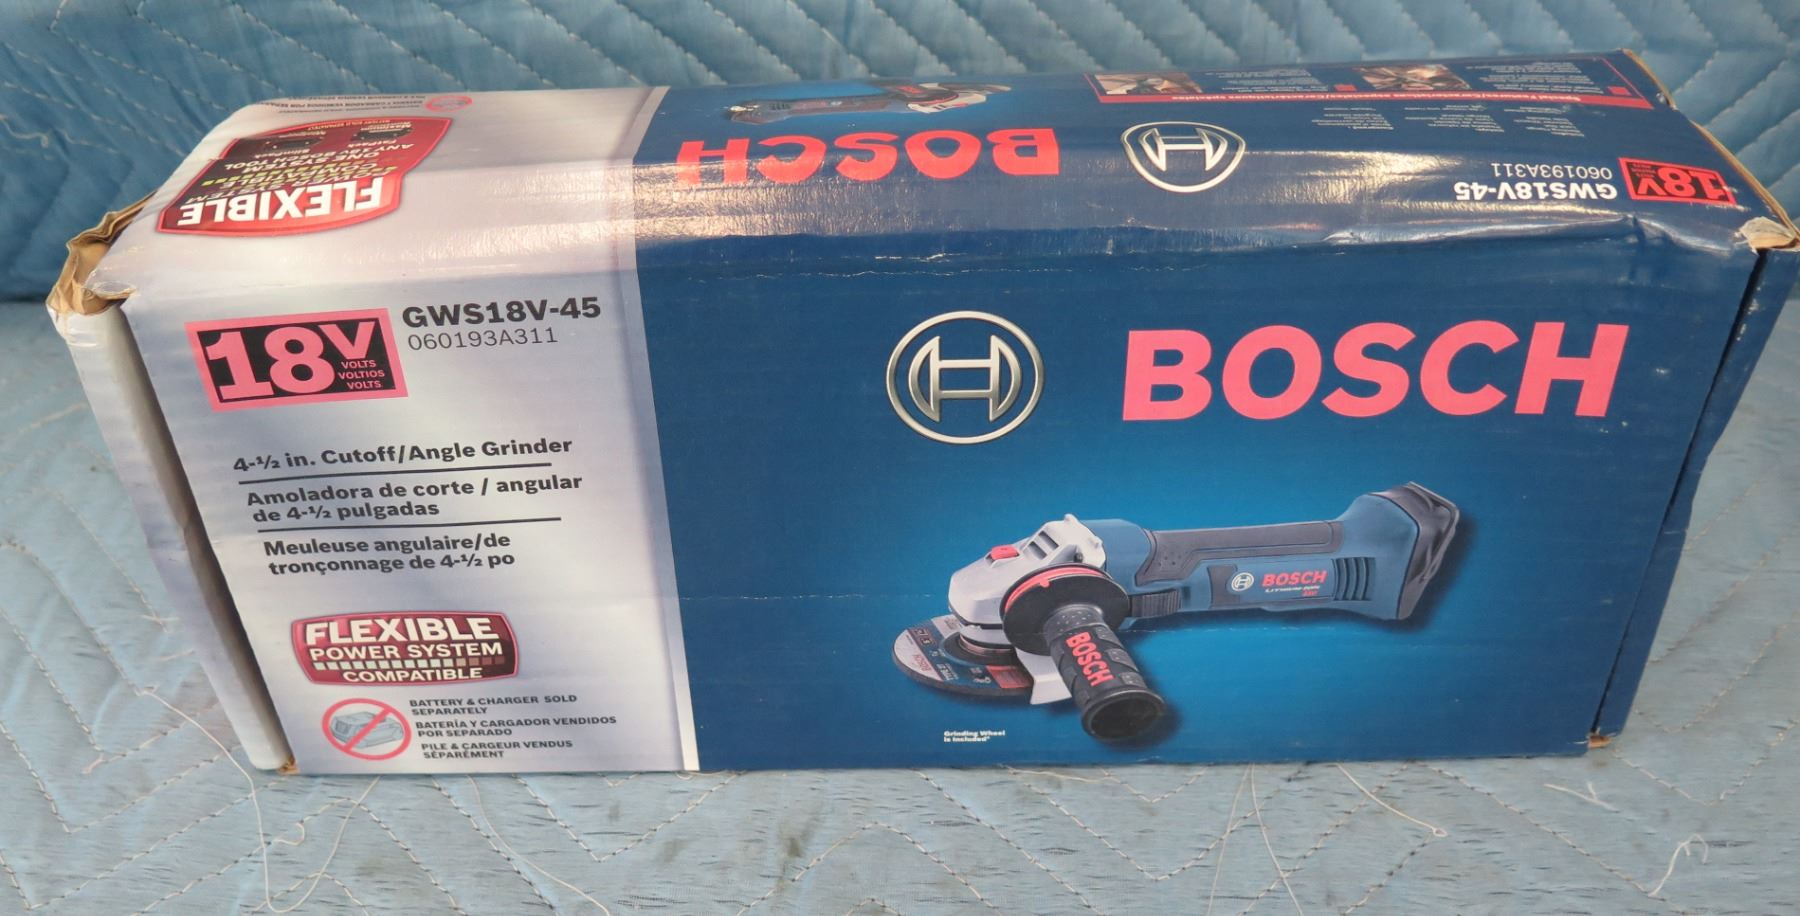 18V
VOLTS
VOLTIOS
VOLTS
GWS18V-45
060193A311
4-½ in. Cutoff/Angle Grinder
Amoladora de corte / angular
de 4-½ pulgadas
Meuleuse angulaire/de
tronçonnage de 4-½ po
FLEXIBLE
POWER SYSTEM
COMPATIBLE
BATTERY & CHARGER SOLD
SEPARATELY
BATERÍA Y CARGADOR VENDIDOS
POR SEPARADO
PILE & CARGEUR VENDUS
SÉPARÉMENT
BOSCH
BOSCH
LITHIUM-ION
18V
BOSCH
Grinding Wheel
is included*
18V
GWS18V-45
060193A311
BOSCH
FLEXIBLE